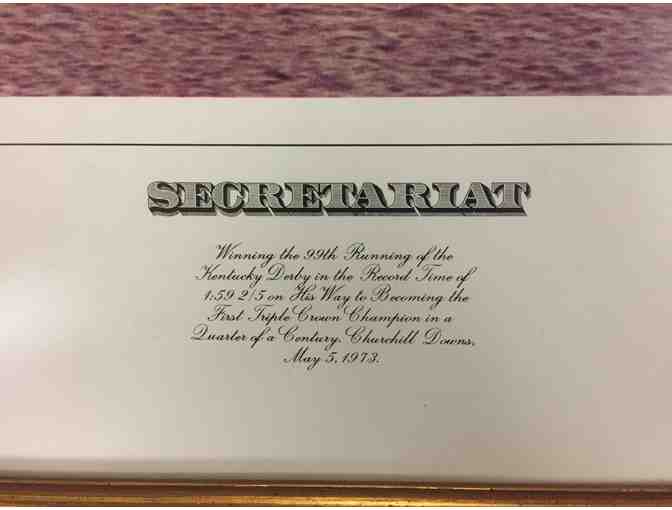 SECRETARIAT
Winning the 99th Running of the
Kentucky Derby in the Record Time of
1:59 2/5 on His Way to Becoming the
First Triple Crown Champion in a
Quarter of a Century. Churchill Downs,
May 5, 1973.